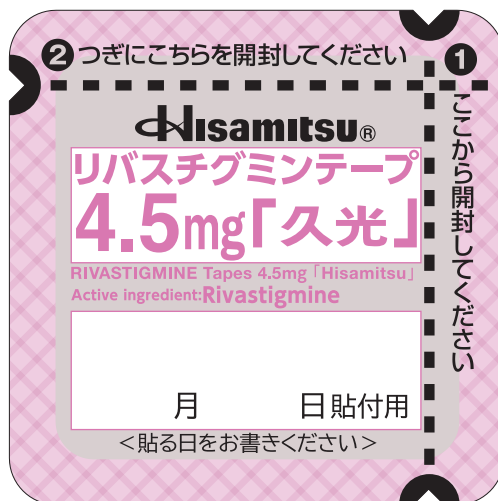 ❷つぎにこちらを開封してください
❶ここから開封してください
Hisamitsu®
リバスチグミンテープ
4.5mg「久光」
RIVASTIGMINE Tapes 4.5mg「Hisamitsu」
Active ingredient:Rivastigmine
月 日貼付用
<貼る日をお書きください>